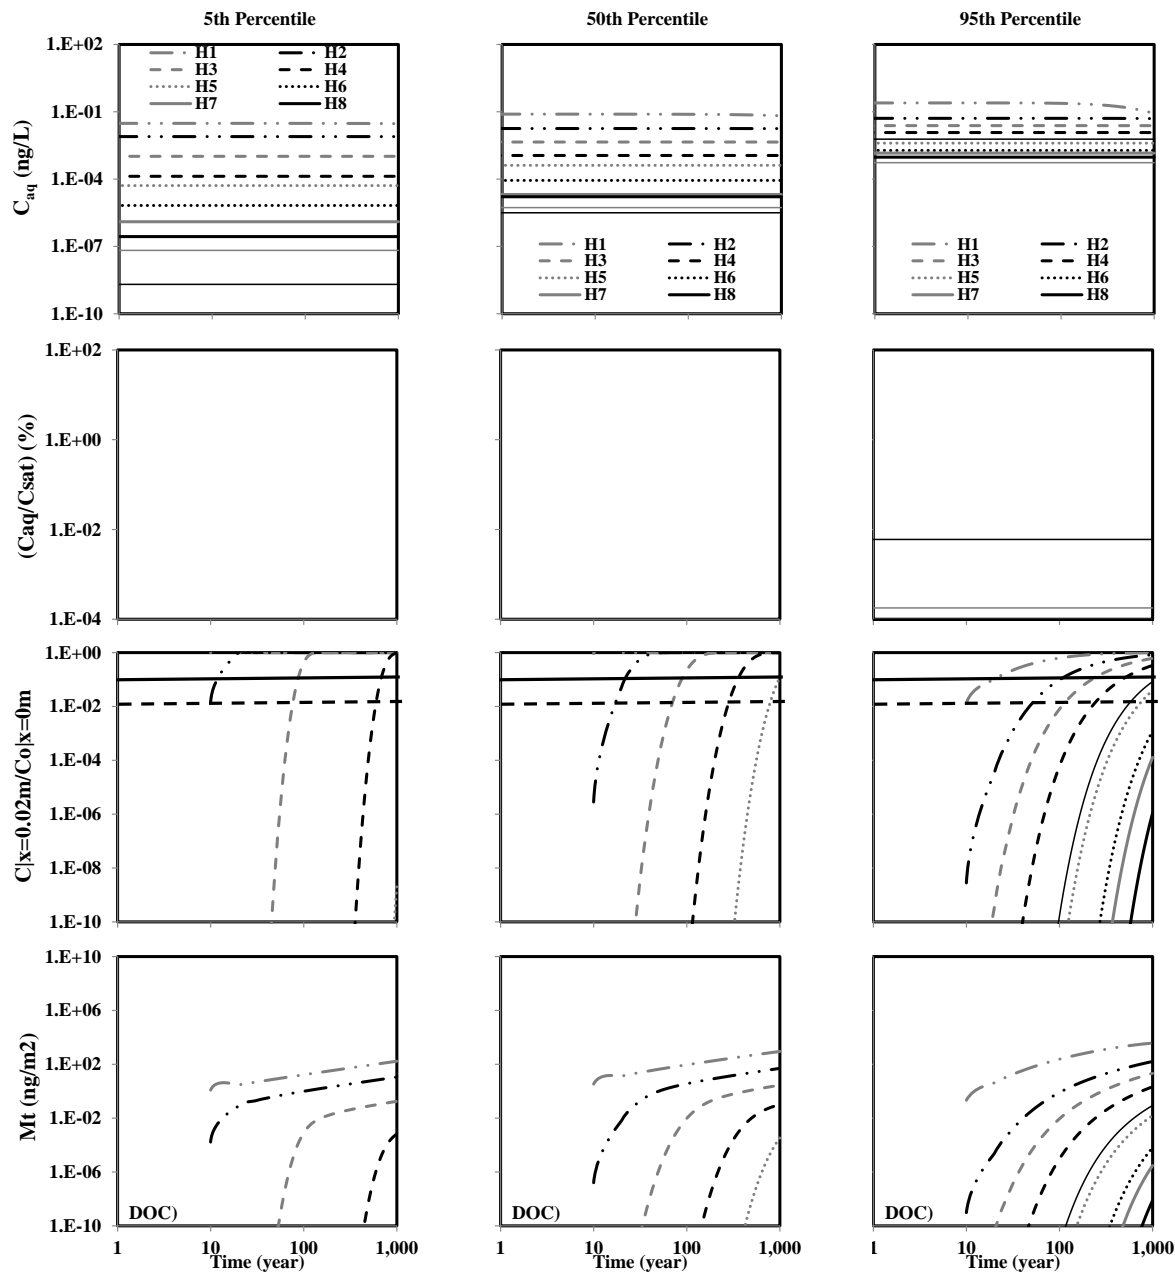 5th Percentile 50th Percentile 95th Percentile
C_aq (ng/L)
1.E+02
1.E-01
1.E-04
1.E-07
1.E-10
H1 H2
H3 H4
H5 H6
H7 H8
H1 H2
H3 H4
H5 H6
H7 H8
H1 H2
H3 H4
H5 H6
H7 H8
(Caq/Csat) (%)
1.E+02
1.E+00
1.E-02
1.E-04
C|x=0.02m/Co|x=0m
1.E+00
1.E-02
1.E-04
1.E-06
1.E-08
1.E-10
Mt (ng/m2)
1.E+10
1.E+06
1.E+02
1.E-02
1.E-06
1.E-10
DOC) DOC) DOC)
1 10 100 1,000 1 10 100 1,000 1 10 100 1,000
Time (year) Time (year) Time (year)